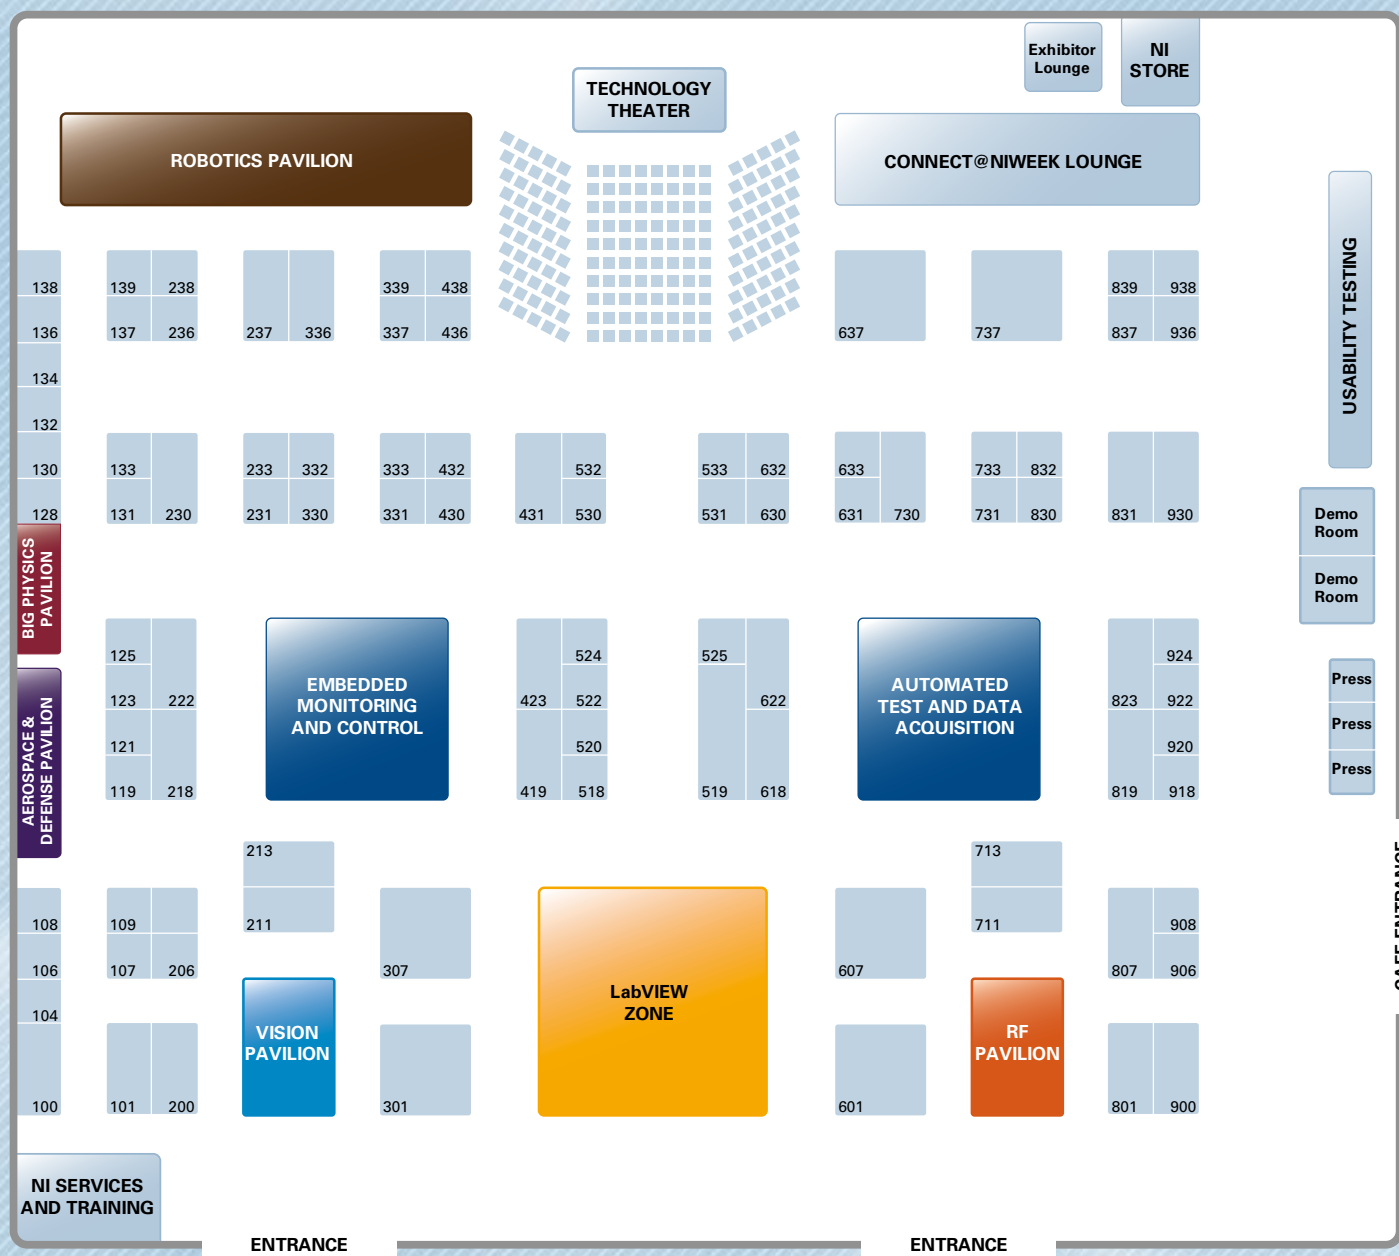 Exhibitor
Lounge
NI
STORE
TECHNOLOGY
THEATER
ROBOTICS PAVILION
CONNECT@NIWEEK LOUNGE
USABILITY TESTING
138 139 238 339 438 839 938
136 137 236 237 336 337 436 637 737 837 936
134
132
130 133 233 332 333 432 532 533 632 633 733 832
128 131 230 231 330 331 430 431 530 531 630 631 730 731 830 831 930
Demo
Room
Demo
Room
BIG PHYSICS
PAVILION
125 524 525 924
123 222 423 522 622 823 922
121 520 920
119 218 419 518 519 618 819 918
EMBEDDED
MONITORING
AND CONTROL
AUTOMATED
TEST AND DATA
ACQUISITION
Press
Press
Press
AEROSPACE &
DEFENSE PAVILION
213 713
108 109 211 711 908
106 107 206 307 607 807 906
104
CAFE ENTRANCE
LabVIEW
ZONE
VISION
PAVILION
RF
PAVILION
100 101 200 301 601 801 900
NI SERVICES
AND TRAINING
ENTRANCE
ENTRANCE